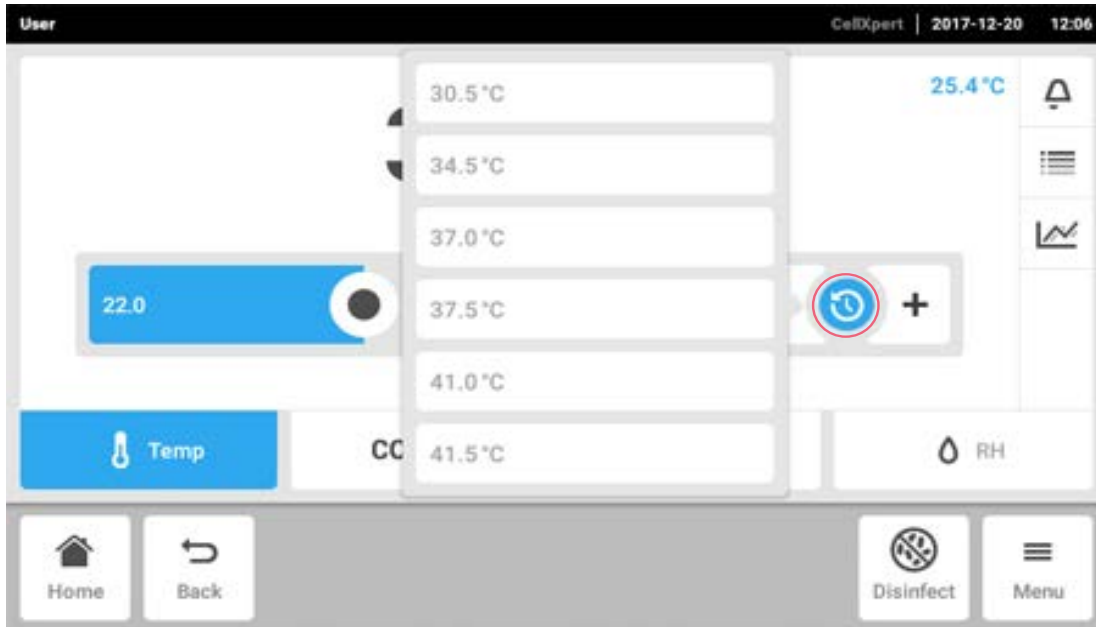 User
CellXpert | 2017-12-20 12:06
30.5°C
25.4°C
34.5°C
37.0°C
22.0
37.5°C
+
41.0°C
Temp
CC
41.5°C
RH
Home
Back
Disinfect
Menu